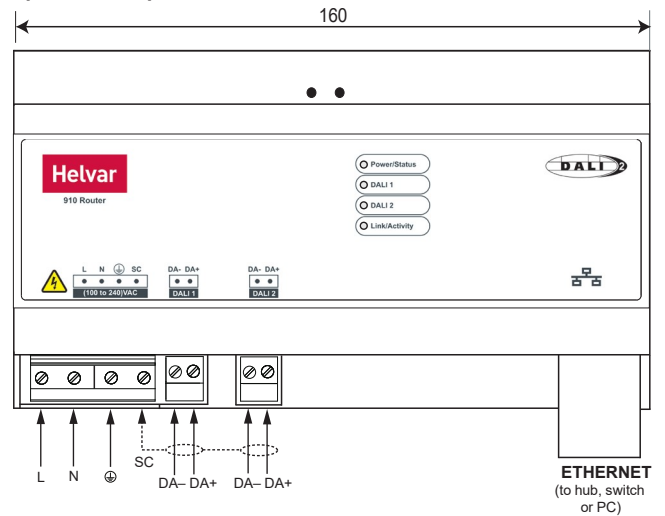 160
Helvar
910 Router
Power/Status
DALI 1
DALI 2
Link/Activity
DALI 2
L N SC
(100 to 240)VAC
DA- DA+
DALI 1
DA- DA+
DALI 2
L
N
SC
DA– DA+
DA– DA+
ETHERNET
(to hub, switch
or PC)